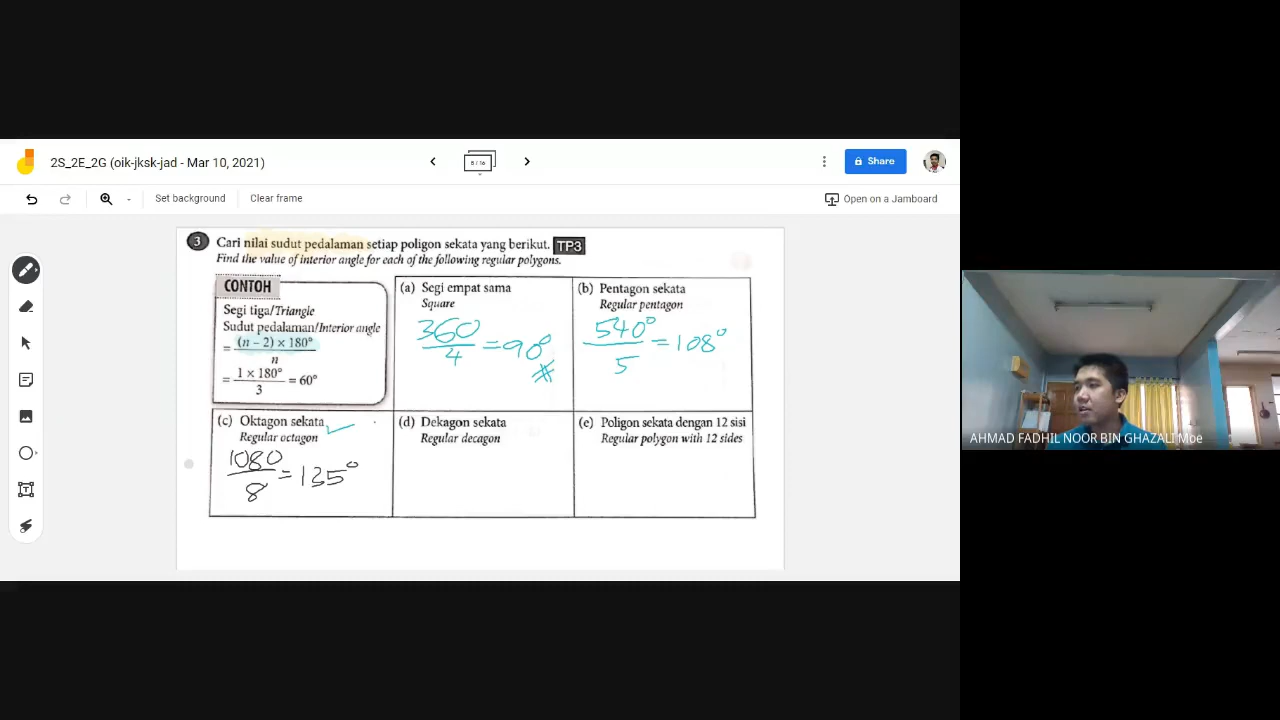 2S_2E_2G (oik-jksk-jad - Mar 10, 2021)
8 / 16
Share
Set background
Clear frame
Open on a Jamboard
3 Cari nilai sudut pedalaman setiap poligon sekata yang berikut. TP3
Find the value of interior angle for each of the following regular polygons.
CONTOH
Segi tiga/Triangle
Sudut pedalaman/Interior angle
= (n – 2) × 180°
n
= 1 × 180° = 60°
3
(a) Segi empat sama
Square
360 = 90°
4
(b) Pentagon sekata
Regular pentagon
540° = 108°
5
(c) Oktagon sekata
Regular octagon
1080 = 135°
8
(d) Dekagon sekata
Regular decagon
(e) Poligon sekata dengan 12 sisi
Regular polygon with 12 sides
AHMAD FADHIL NOOR BIN GHAZALI Moe